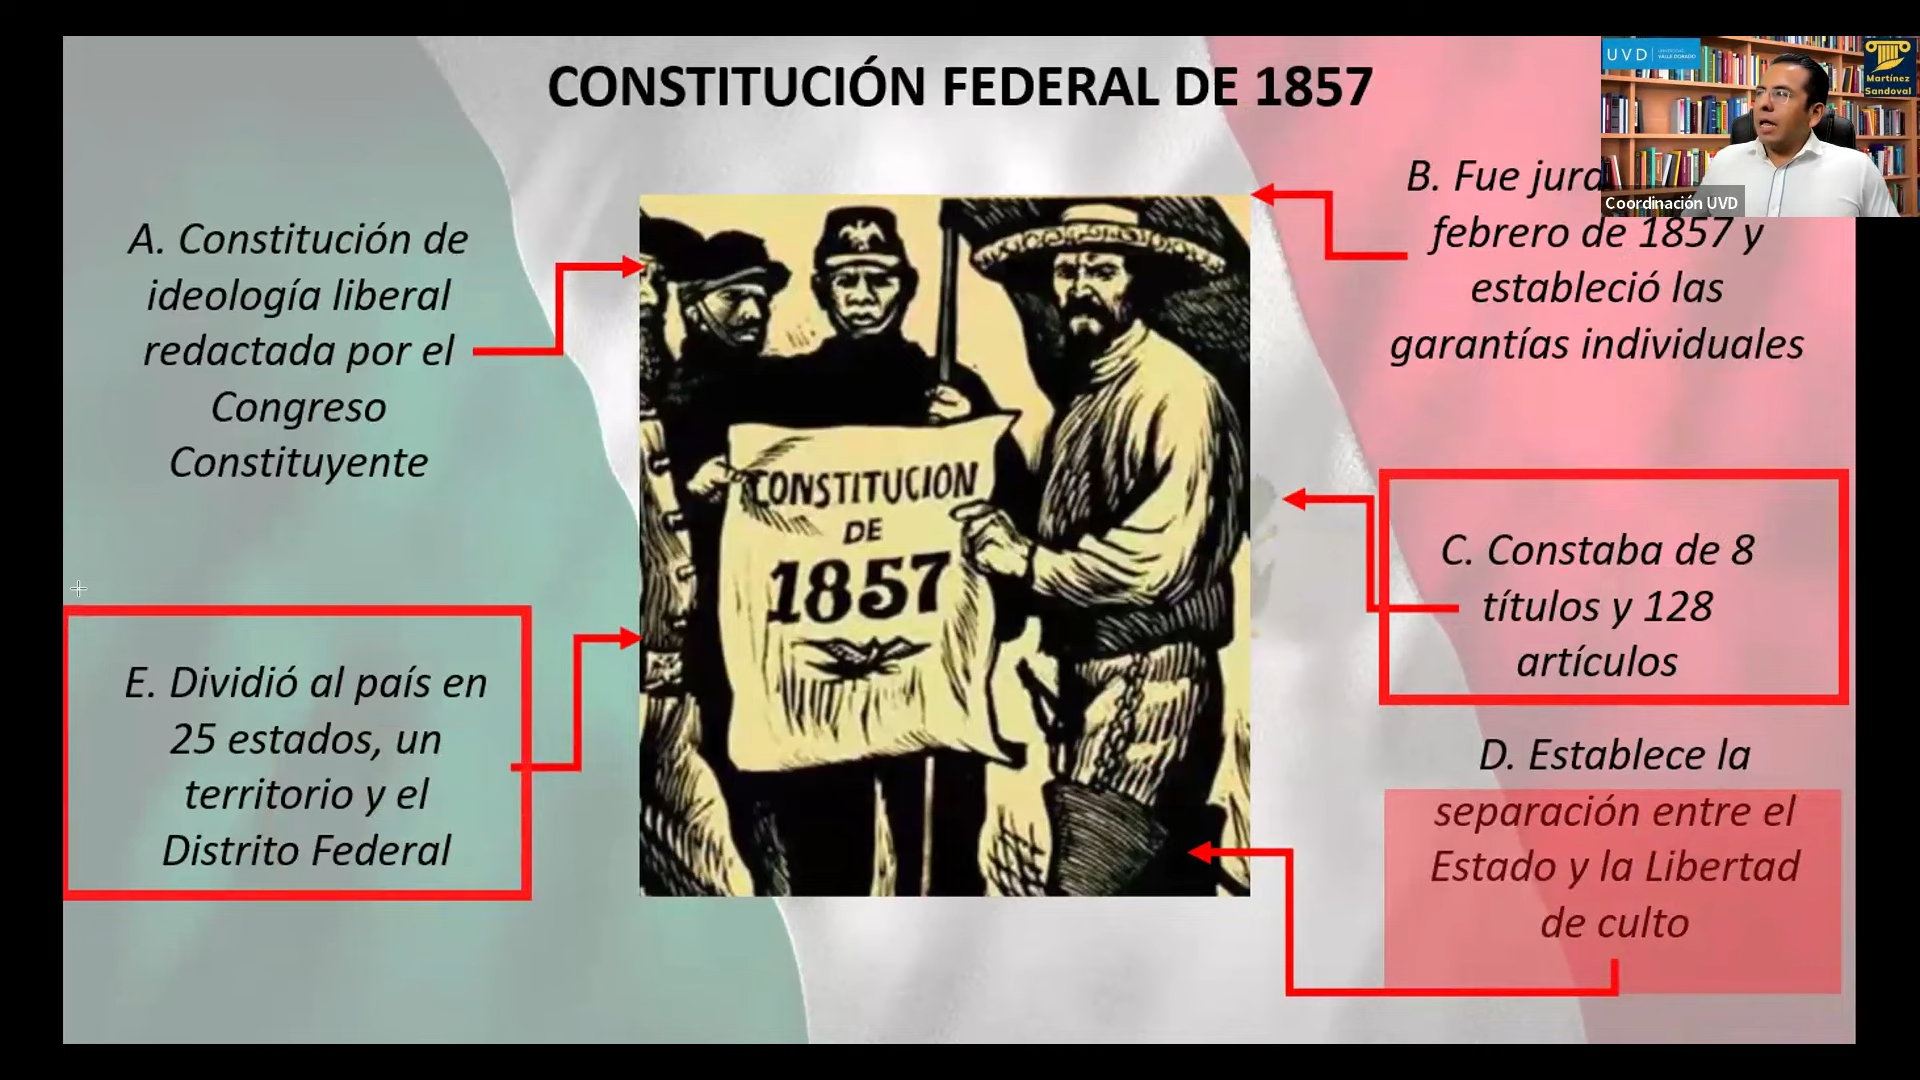 CONSTITUCIÓN FEDERAL DE 1857
UVD
Martínez
Sandoval
Coordinación UVD
A. Constitución de
ideología liberal
redactada por el
Congreso
Constituyente
B. Fue
febrero de 1857 y
estableció las
garantías individuales
CONSTITUCION
DE
1857
C. Constaba de 8
títulos y 128
artículos
E. Dividió al país en
25 estados, un
territorio y el
Distrito Federal
D. Establece la
separación entre el
Estado y la Libertad
de culto